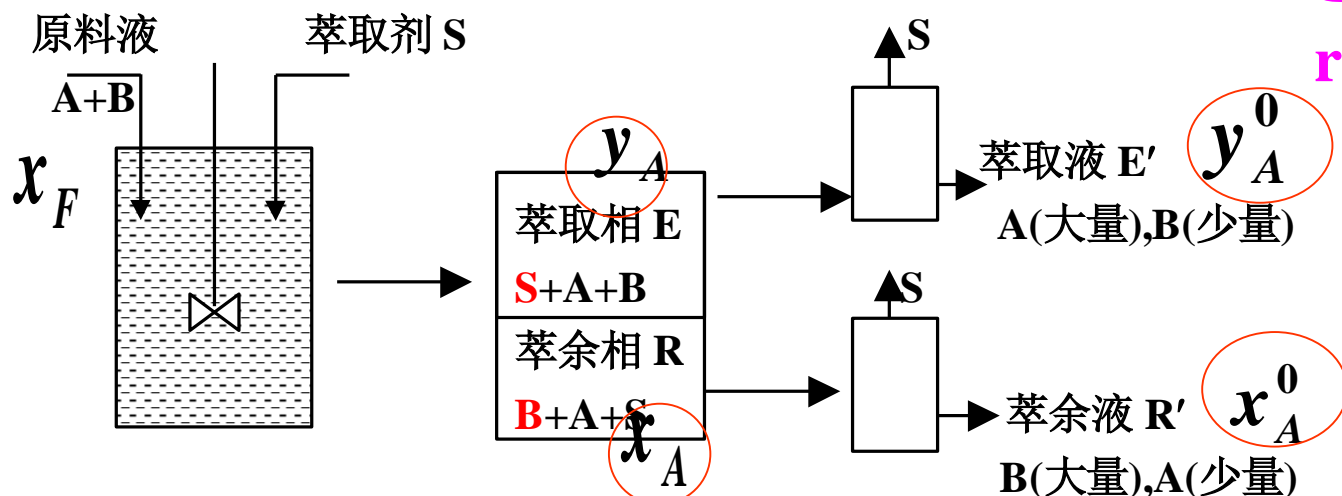 原料液
萃取剂 S
A+B
x_F
y_A
萃取相 E
S+A+B
萃余相 R
B+A+S
x_A
S
萃取液 E′
y_A^0
A(大量),B(少量)
S
萃余液 R′
x_A^0
B(大量),A(少量)
r